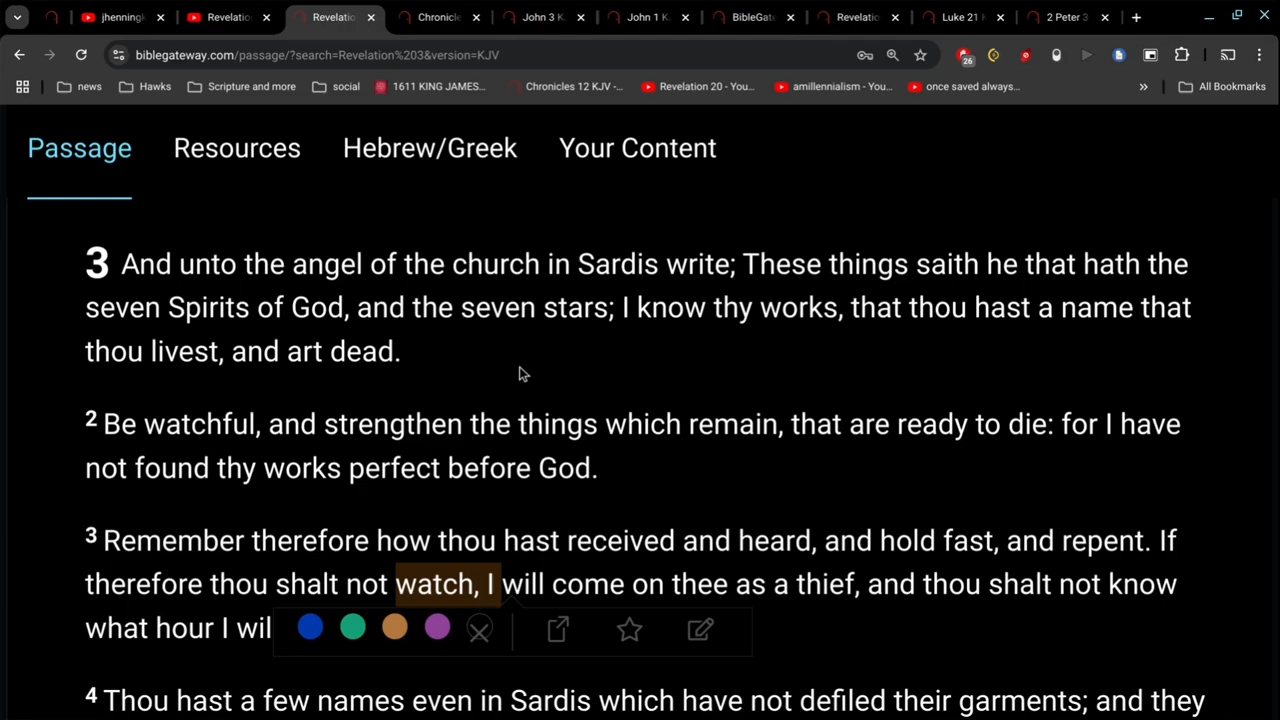 jhenningk
Revelatio
Revelatio
Chronicle
John 3 K
John 1 K
BibleGat
Revelatio
Luke 21
2 Peter 3
biblegateway.com/passage/?search=Revelation%203&version=KJV
26
news
Hawks
Scripture and more
social
1611 KING JAMES...
Chronicles 12 KJV -...
Revelation 20 - You...
amillennialism - You...
once saved always...
»
All Bookmarks
Passage
Resources
Hebrew/Greek
Your Content
3 And unto the angel of the church in Sardis write; These things saith he that hath the
seven Spirits of God, and the seven stars; I know thy works, that thou hast a name that
thou livest, and art dead.
2 Be watchful, and strengthen the things which remain, that are ready to die: for I have
not found thy works perfect before God.
3 Remember therefore how thou hast received and heard, and hold fast, and repent. If
therefore thou shalt not watch, I will come on thee as a thief, and thou shalt not know
what hour I wil
4 Thou hast a few names even in Sardis which have not defiled their garments; and they